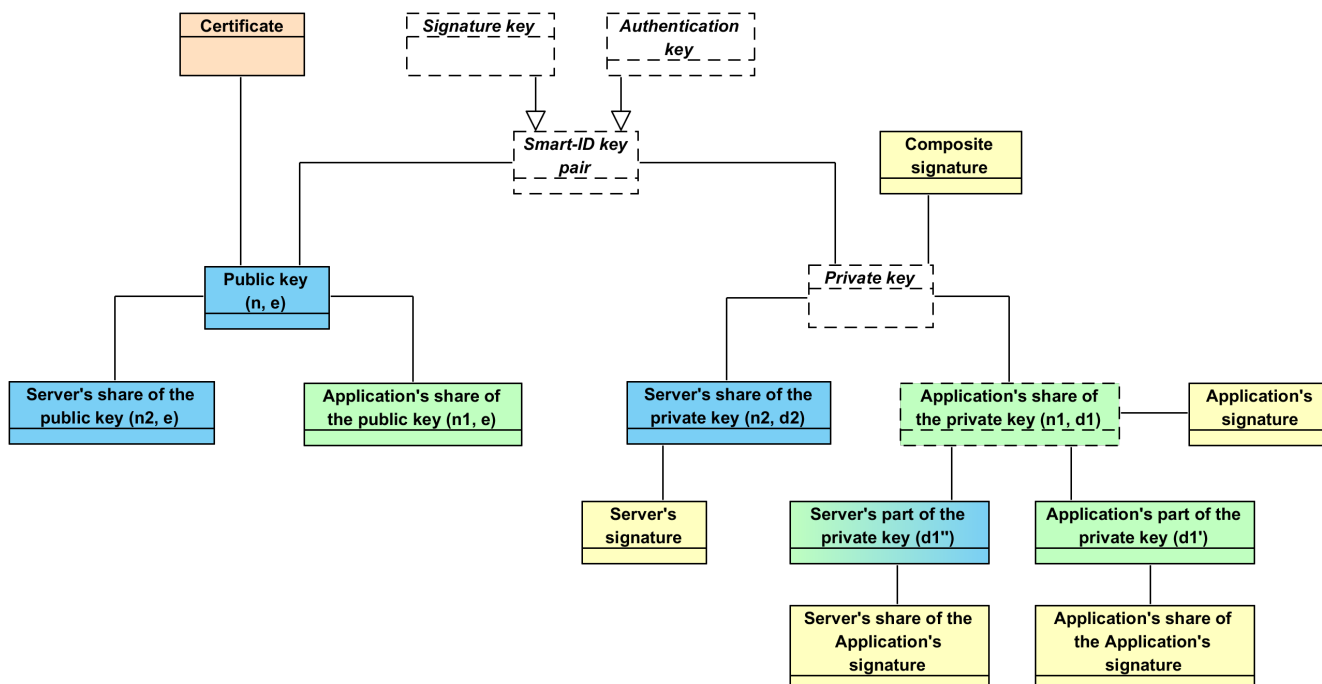 Certificate
Signature key
Authentication
key
Smart-ID key
pair
Composite
signature
Public key
(n, e)
Private key
Server's share of the
public key (n2, e)
Application's share of
the public key (n1, e)
Server's share of the
private key (n2, d2)
Application's share of
the private key (n1, d1)
Application's
signature
Server's
signature
Server's part of the
private key (d1")
Application's part of the
private key (d1')
Server's share of the
Application's
signature
Application's share of
the Application's
signature